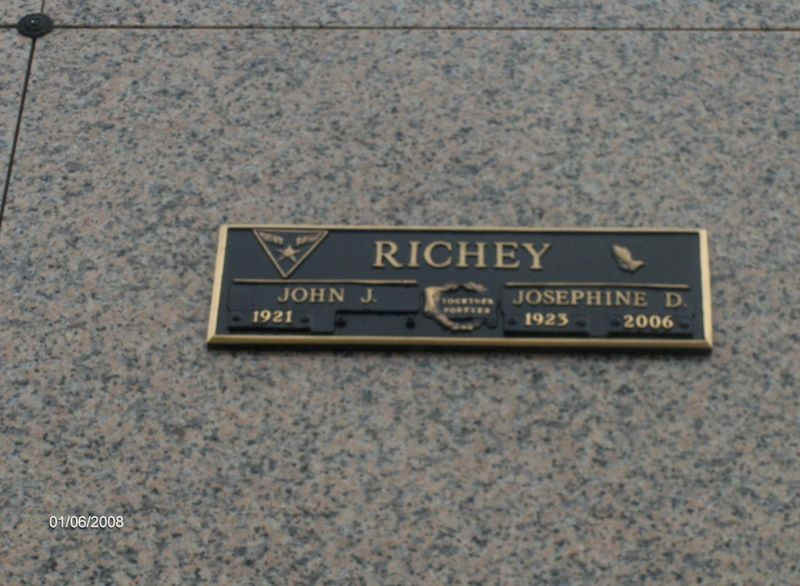 RICHEY
JOHN J.
1921
TOGETHER
FOREVER
JOSEPHINE D.
1923 2006
01/06/2008